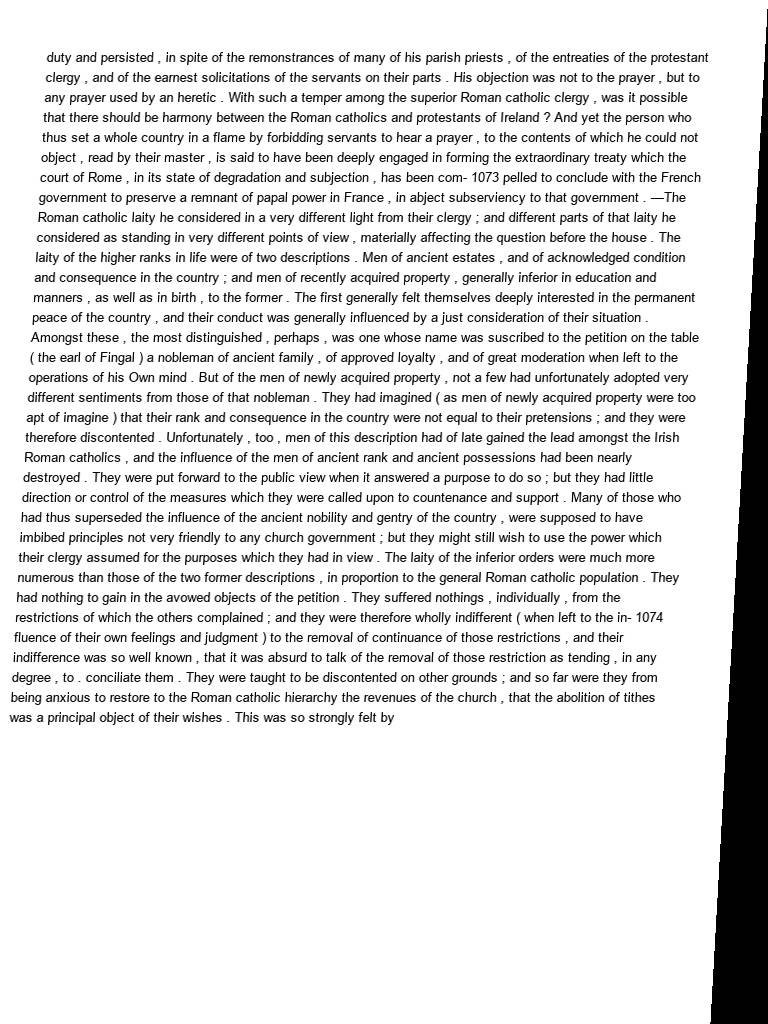 duty and persisted , in spite of the remonstrances of many of his parish priests , of the entreaties of the protestant
clergy , and of the earnest solicitations of the servants on their parts . His objection was not to the prayer , but to
any prayer used by an heretic . With such a temper among the superior Roman catholic clergy , was it possible
that there should be harmony between the Roman catholics and protestants of Ireland ? And yet the person who
thus set a whole country in a flame by forbidding servants to hear a prayer , to the contents of which he could not
object , read by their master , is said to have been deeply engaged in forming the extraordinary treaty which the
court of Rome , in its state of degradation and subjection , has been com- 1073 pelled to conclude with the French
government to preserve a remnant of papal power in France , in abject subserviency to that government . —The
Roman catholic laity he considered in a very different light from their clergy ; and different parts of that laity he
considered as standing in very different points of view , materially affecting the question before the house . The
laity of the higher ranks in life were of two descriptions . Men of ancient estates , and of acknowledged condition
and consequence in the country ; and men of recently acquired property , generally inferior in education and
manners , as well as in birth , to the former . The first generally felt themselves deeply interested in the permanent
peace of the country , and their conduct was generally influenced by a just consideration of their situation .
Amongst these , the most distinguished , perhaps , was one whose name was suscribed to the petition on the table
( the earl of Fingal ) a nobleman of ancient family , of approved loyalty , and of great moderation when left to the
operations of his Own mind . But of the men of newly acquired property , not a few had unfortunately adopted very
different sentiments from those of that nobleman . They had imagined ( as men of newly acquired property were too
apt of imagine ) that their rank and consequence in the country were not equal to their pretensions ; and they were
therefore discontented . Unfortunately , too , men of this description had of late gained the lead amongst the Irish
Roman catholics , and the influence of the men of ancient rank and ancient possessions had been nearly
destroyed . They were put forward to the public view when it answered a purpose to do so ; but they had little
direction or control of the measures which they were called upon to countenance and support . Many of those who
had thus superseded the influence of the ancient nobility and gentry of the country , were supposed to have
imbibed principles not very friendly to any church government ; but they might still wish to use the power which
their clergy assumed for the purposes which they had in view . The laity of the inferior orders were much more
numerous than those of the two former descriptions , in proportion to the general Roman catholic population . They
had nothing to gain in the avowed objects of the petition . They suffered nothings , individually , from the
restrictions of which the others complained ; and they were therefore wholly indifferent ( when left to the in- 1074
fluence of their own feelings and judgment ) to the removal of continuance of those restrictions , and their
indifference was so well known , that it was absurd to talk of the removal of those restriction as tending , in any
degree , to . conciliate them . They were taught to be discontented on other grounds ; and so far were they from
being anxious to restore to the Roman catholic hierarchy the revenues of the church , that the abolition of tithes
was a principal object of their wishes . This was so strongly felt by